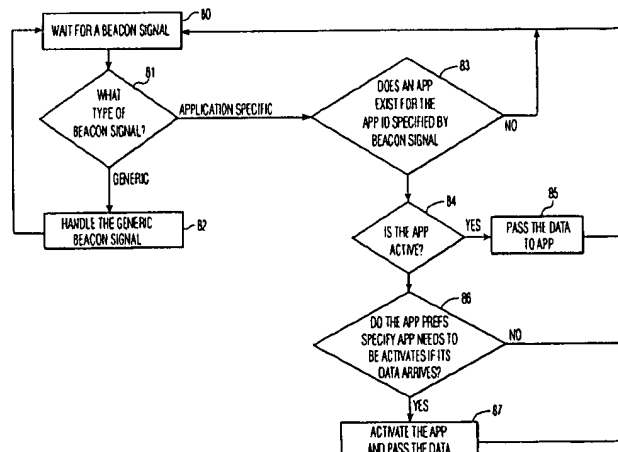 80
WAIT FOR A BEACON SIGNAL
81
WHAT
TYPE OF
BEACON SIGNAL?
APPLICATION SPECIFIC
GENERIC
HANDLE THE GENERIC
BEACON SIGNAL
82
83
DOES AN APP
EXIST FOR THE
APP ID SPECIFIED BY
BEACON SIGNAL
NO
84
IS THE APP
ACTIVE?
YES
85
PASS THE DATA
TO APP
86
DO THE APP PREFS
SPECIFY APP NEEDS TO
BE ACTIVATES IF ITS
DATA ARRIVES?
NO
YES
87
ACTIVATE THE APP
AND PASS THE DATA